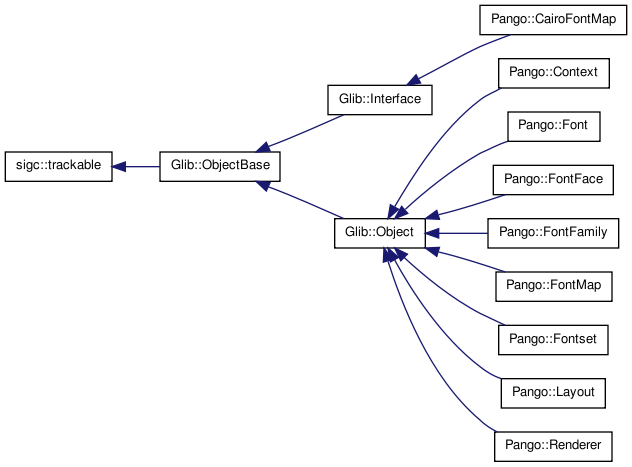 Pango::CairoFontMap
Pango::Context
Glib::Interface
Pango::Font
sigc::trackable
Glib::ObjectBase
Pango::FontFace
Glib::Object
Pango::FontFamily
Pango::FontMap
Pango::Fontset
Pango::Layout
Pango::Renderer